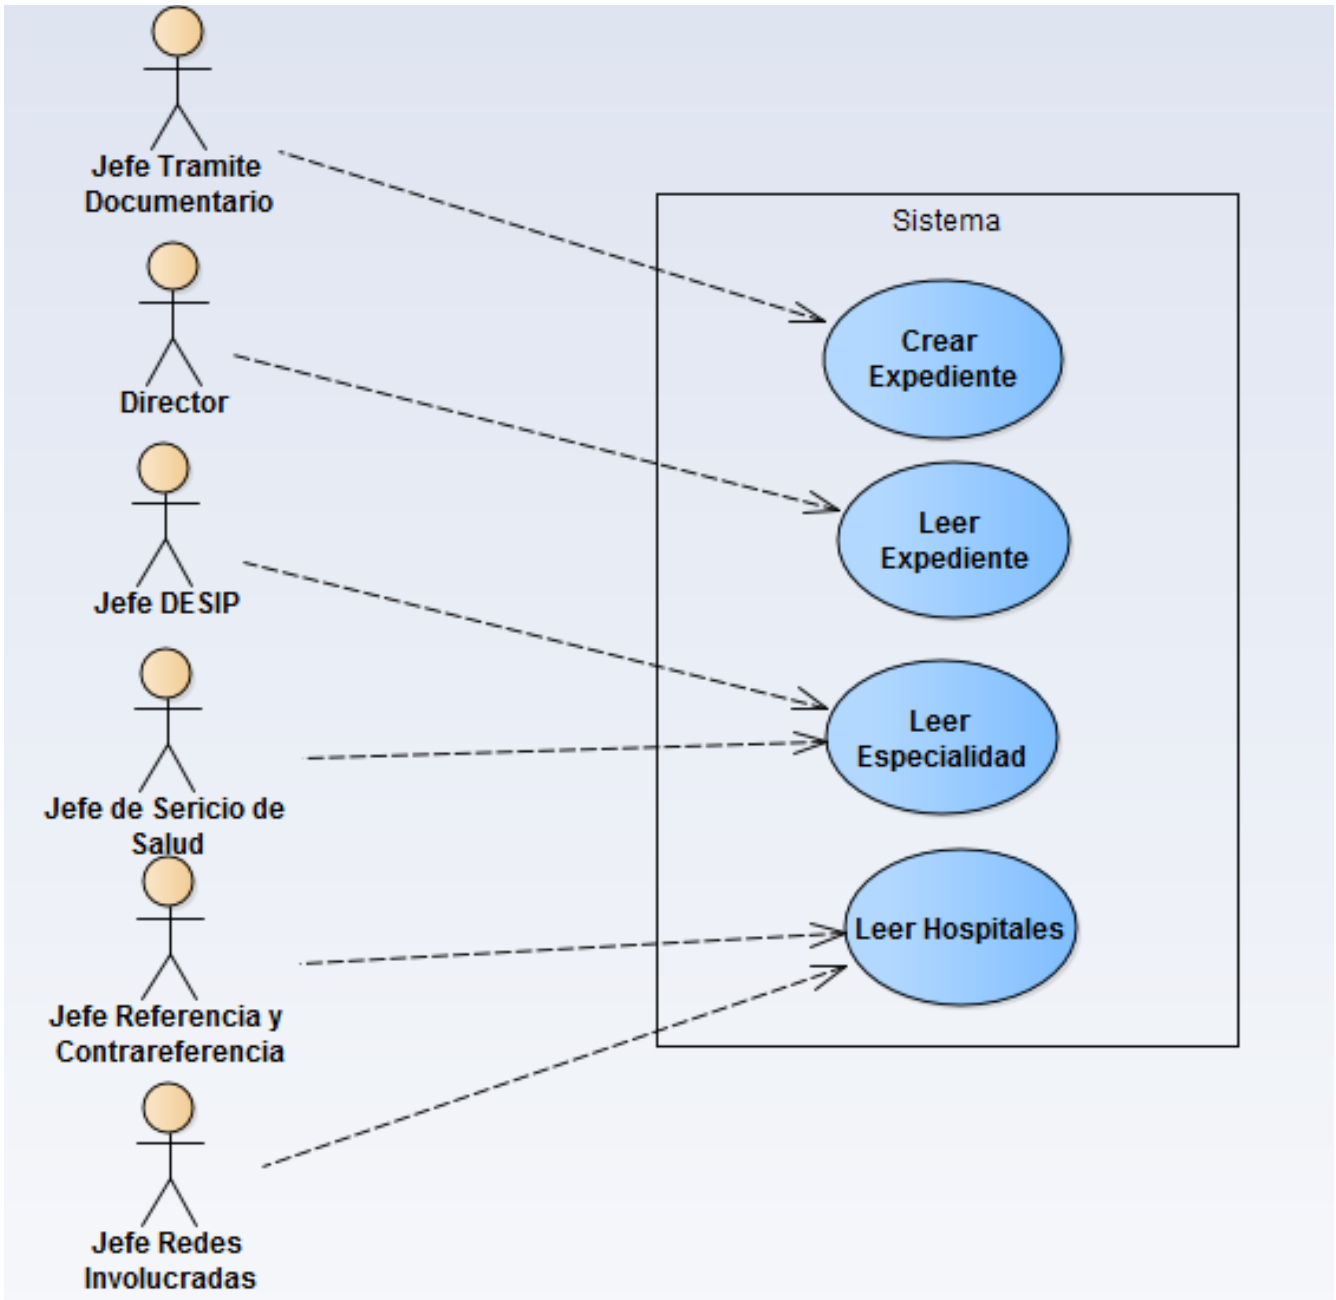 Jefe Tramite
Documentario
Director
Jefe DESIP
Jefe de Sericio de
Salud
Jefe Referencia y
Contrareferencia
Jefe Redes
Involucradas
Sistema
Crear
Expediente
Leer
Expediente
Leer
Especialidad
Leer Hospitales